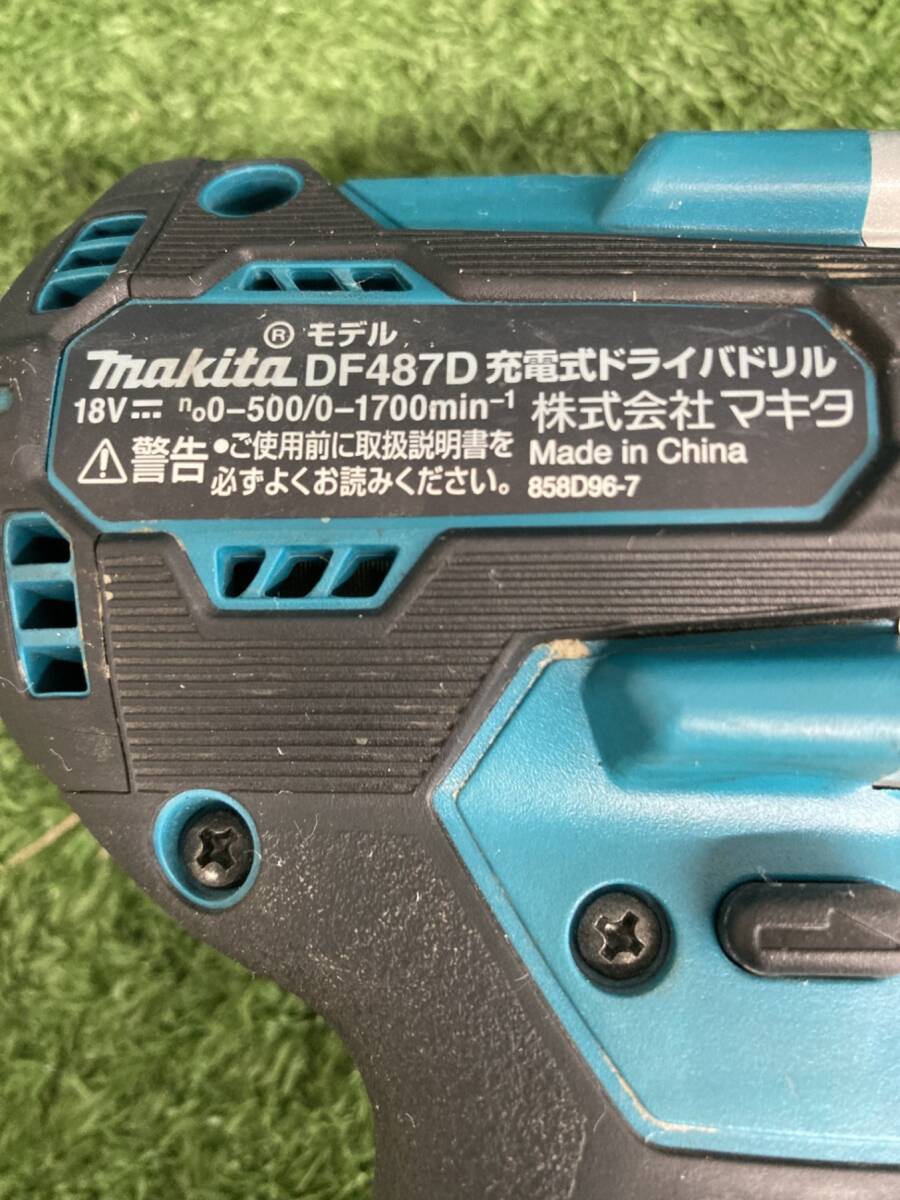 ® モデル
makita DF487D 充電式ドライバドリル
18V⎓ n₀0-500/0-1700min⁻¹ 株式会社 マキタ
⚠警告 •ご使用前に取扱説明書を Made in China
必ずよくお読みください。 858D96-7